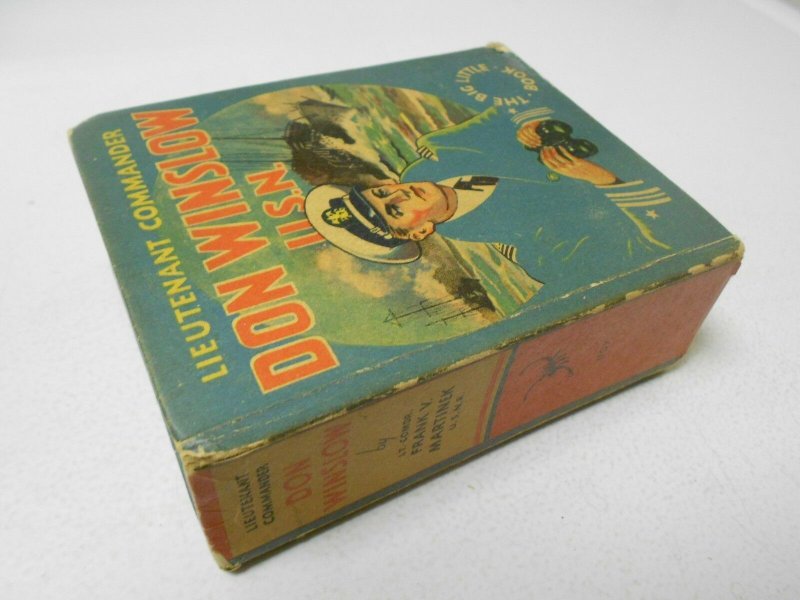 LIEUTENANT COMMANDER
DON WINSLOW
U.S.N.
THE BIG LITTLE BOOK
LIEUTENANT
COMMANDER
DON
WINSLOW
by
LT. COMDR.
FRANK V.
MARTINEK
U.S.N.R.